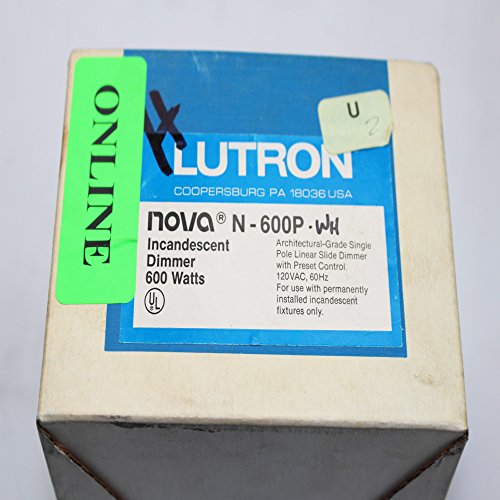 ONLINE
U
2
LUTRON
COOPERSBURG PA 18036 USA
nova® N-600P-WH
Incandescent
Dimmer
600 Watts
UL
Architectural-Grade Single
Pole Linear Slide Dimmer
with Preset Control.
120VAC, 60Hz
For use with permanently
installed incandescent
fixtures only.